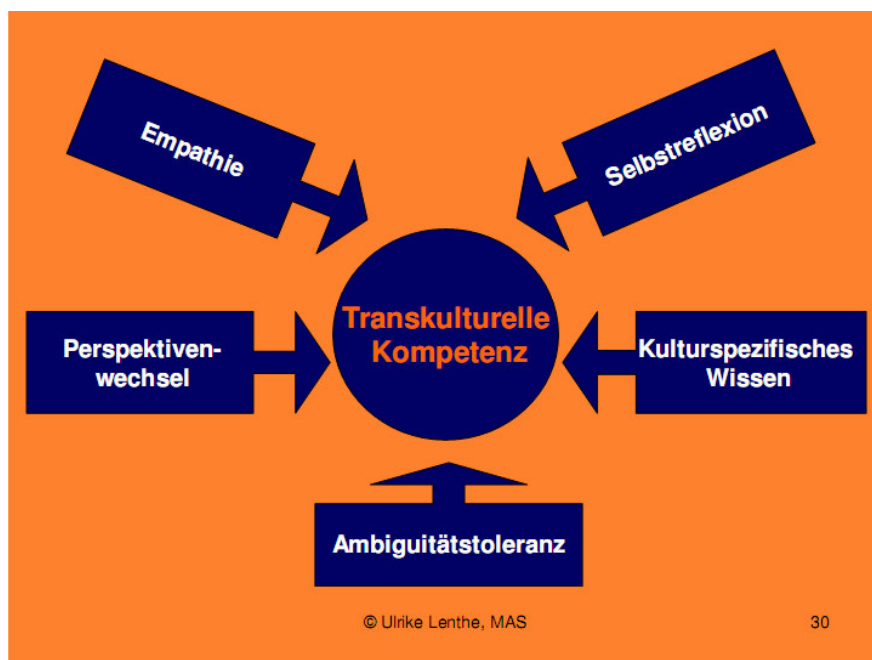 Empathie
Selbstreflexion
Transkulturelle
Kompetenz
Perspektiven-
wechsel
Kulturspezifisches
Wissen
Ambiguitätstoleranz
© Ulrike Lenthe, MAS
30